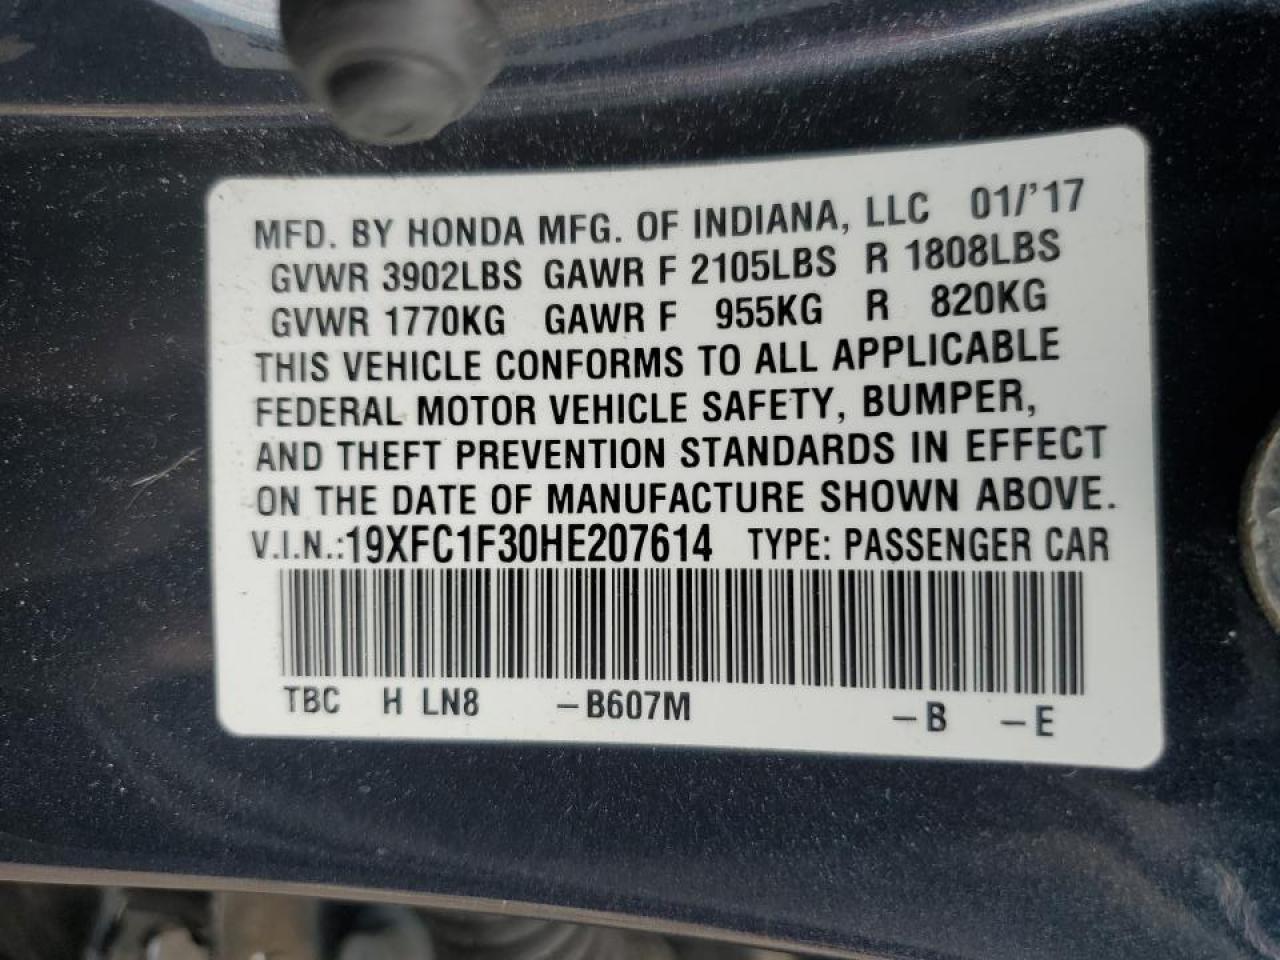 MFD. BY HONDA MFG. OF INDIANA, LLC 01/'17
GVWR 3902LBS GAWR F 2105LBS R 1808LBS
GVWR 1770KG GAWR F 955KG R 820KG
THIS VEHICLE CONFORMS TO ALL APPLICABLE
FEDERAL MOTOR VEHICLE SAFETY, BUMPER,
AND THEFT PREVENTION STANDARDS IN EFFECT
ON THE DATE OF MANUFACTURE SHOWN ABOVE.
V.I.N.:19XFC1F30HE207614 TYPE: PASSENGER CAR
TBC H LN8 –B607M –B –E